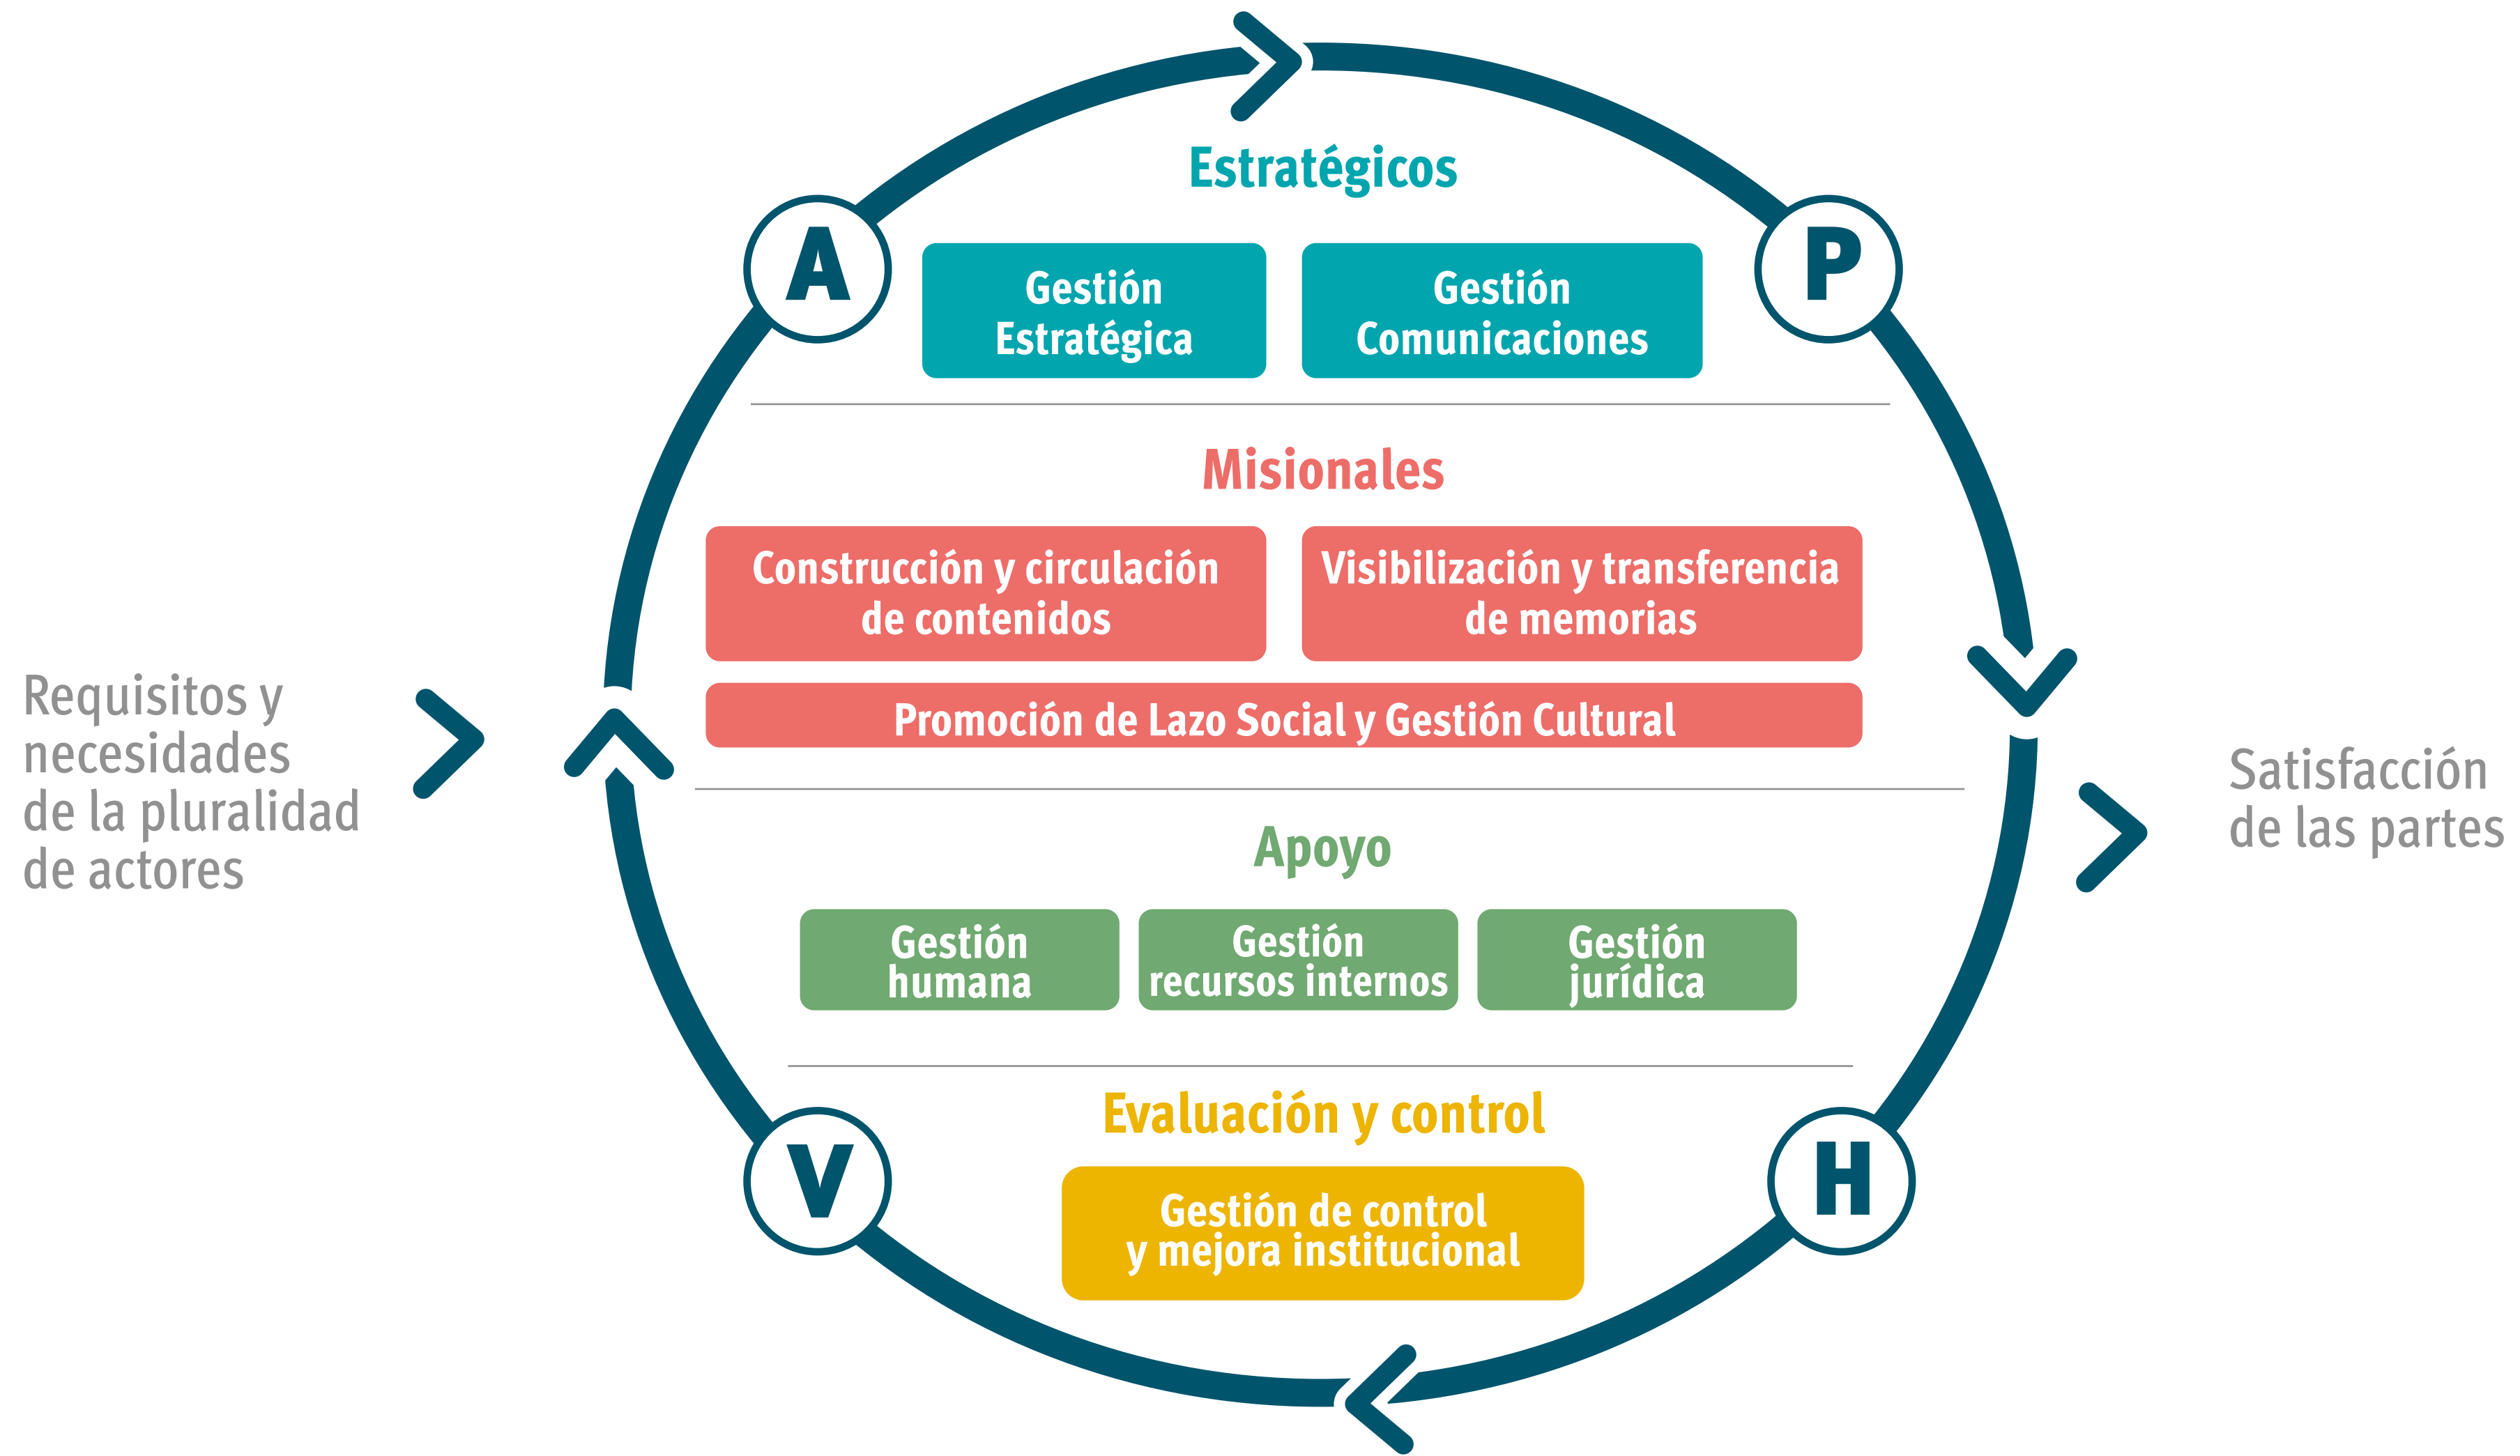 Estratégicos
A
P
Gestión
Estratégica
Gestión
Comunicaciones
Misionales
Construcción y circulación
de contenidos
Visibilización y transferencia
de memorias
Promoción de Lazo Social y Gestión Cultural
Requisitos y
necesidades
de la pluralidad
de actores
Satisfacción
de las partes
Apoyo
Gestión
humana
Gestión
recursos internos
Gestión
jurídica
Evaluación y control
V
H
Gestión de control
y mejora institucional